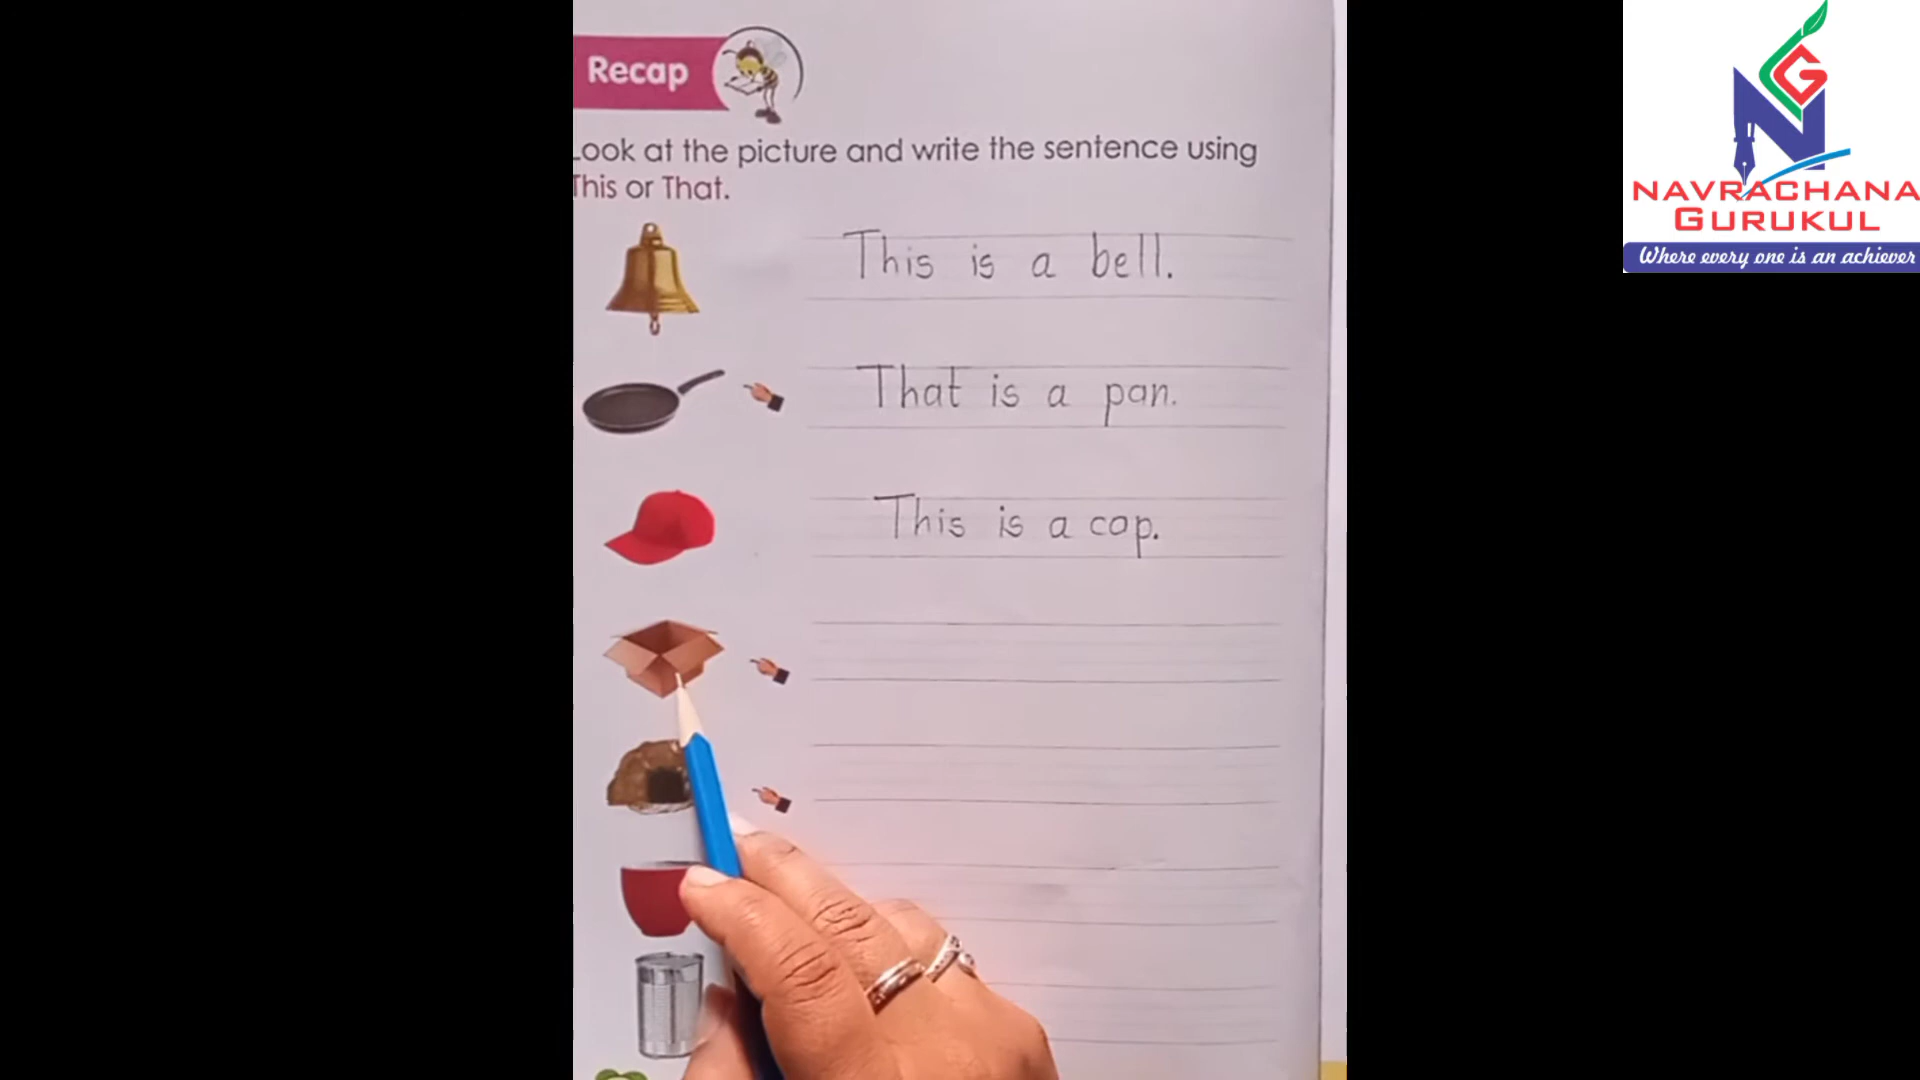 Recap
Look at the picture and write the sentence using
This or That.
This is a bell.
That is a pan.
This is a cap.
NG
NAVRACHANA
GURUKUL
Where every one is an achiever